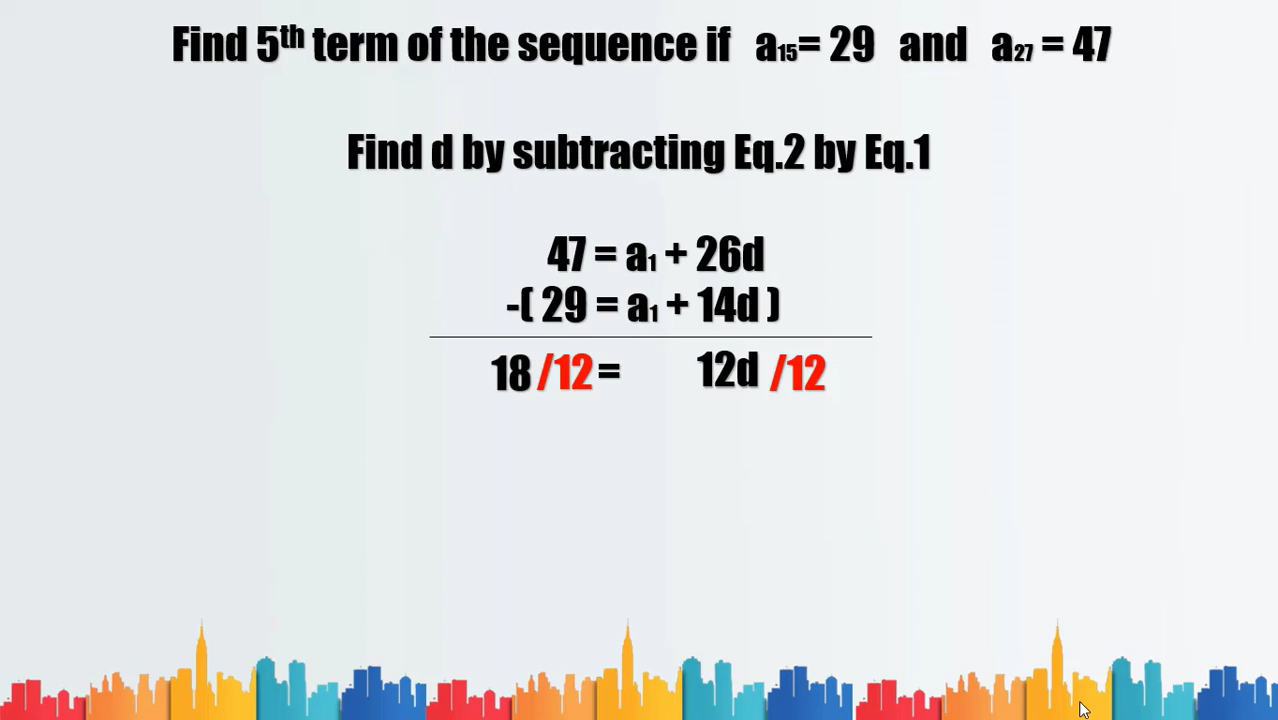 Find 5th term of the sequence if a15= 29 and a27 = 47
Find d by subtracting Eq.2 by Eq.1
47 = a1 + 26d
-( 29 = a1 + 14d )
18 /12 = 12d /12